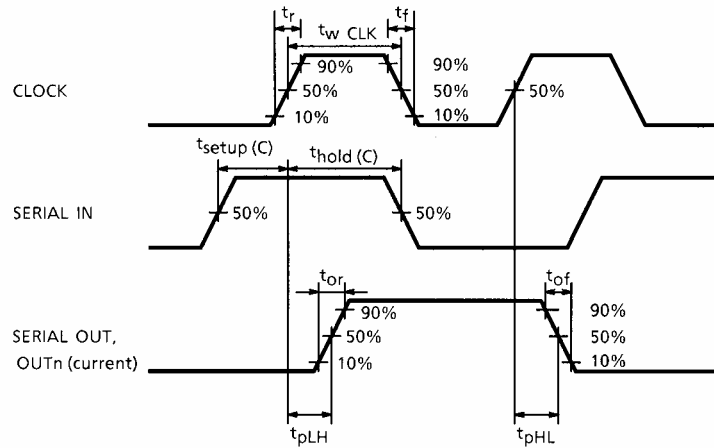 tr
tf
tw CLK
CLOCK
90%
90%
50%
50%
50%
10%
10%
tsetup (C)
thold (C)
SERIAL IN
50%
50%
tor
tof
90%
90%
SERIAL OUT,
50%
50%
OUTn (current)
10%
10%
tpLH
tpHL